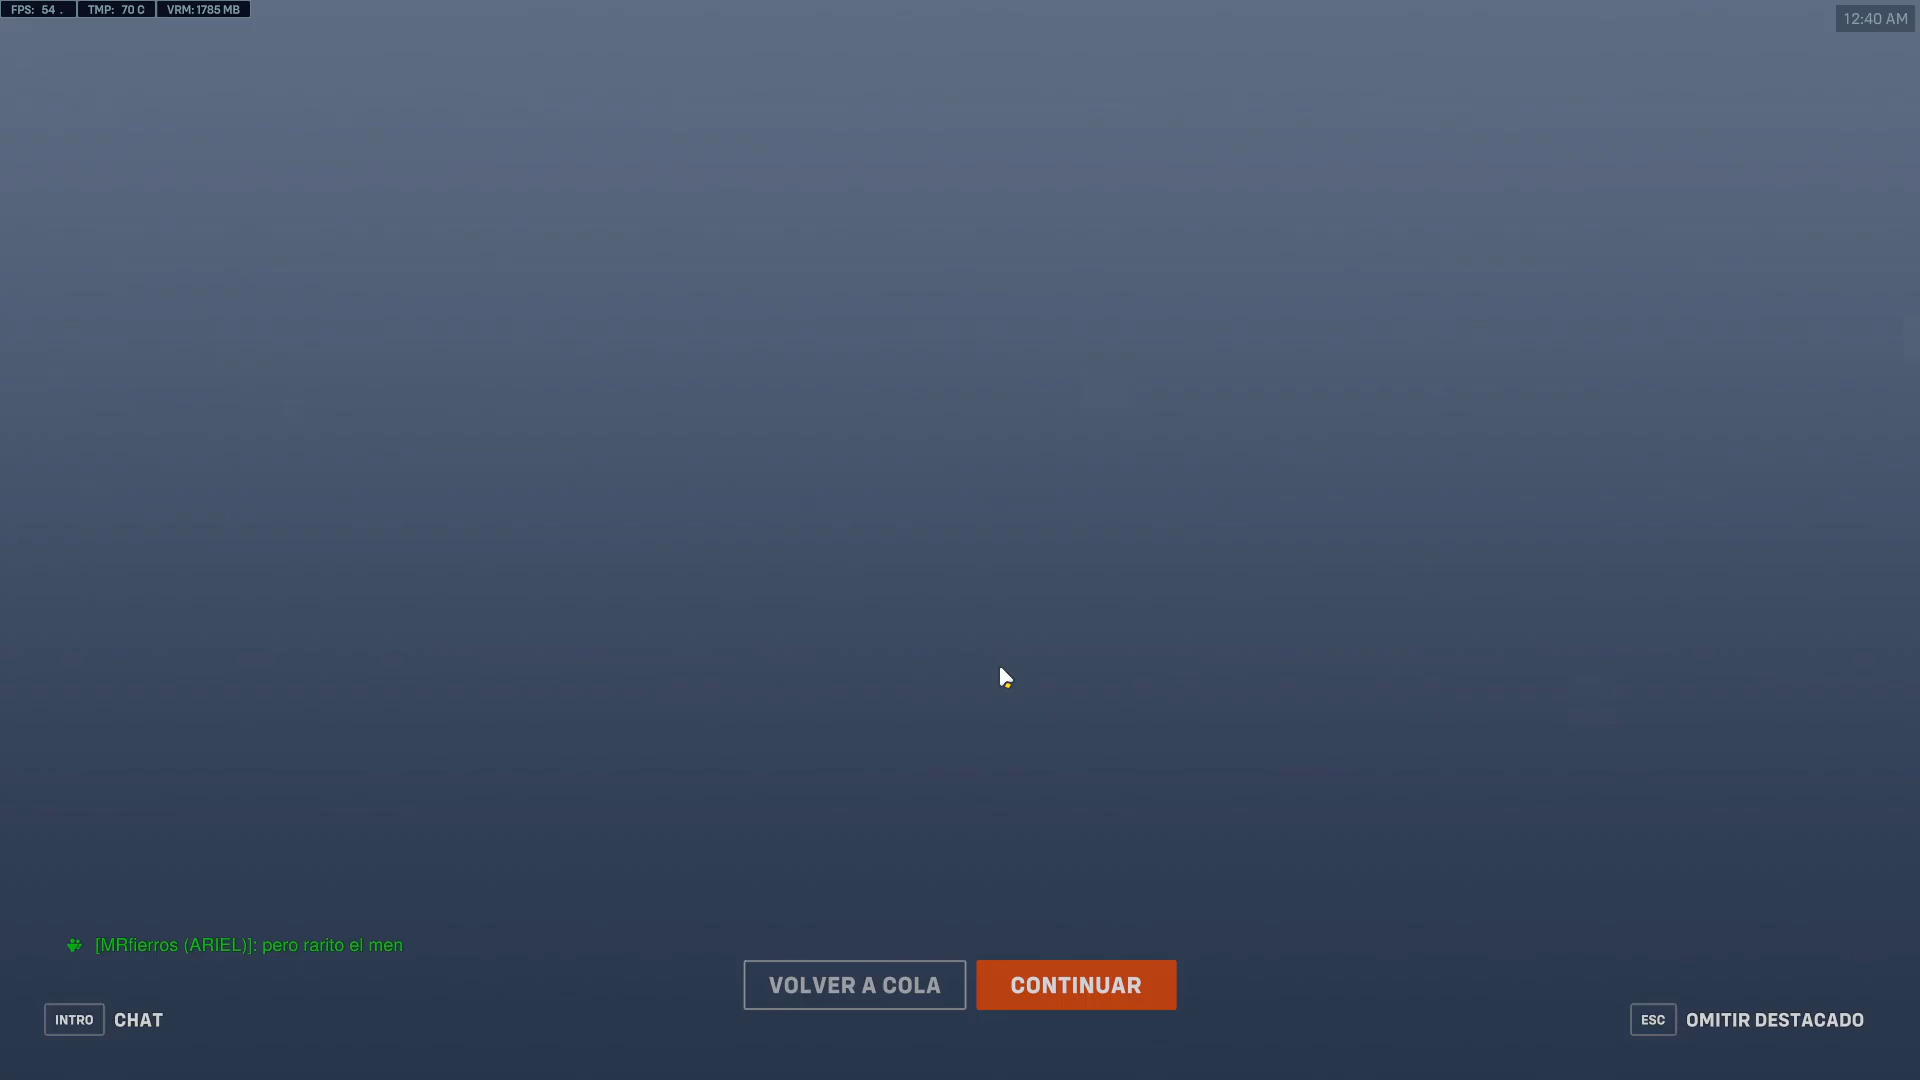 FPS: 54 . TMP: 70 C VRM: 1785 MB
12:40 AM
[MRfierros (ARIEL)]: pero rarito el men
VOLVER A COLA CONTINUAR
INTRO CHAT
ESC OMITIR DESTACADO